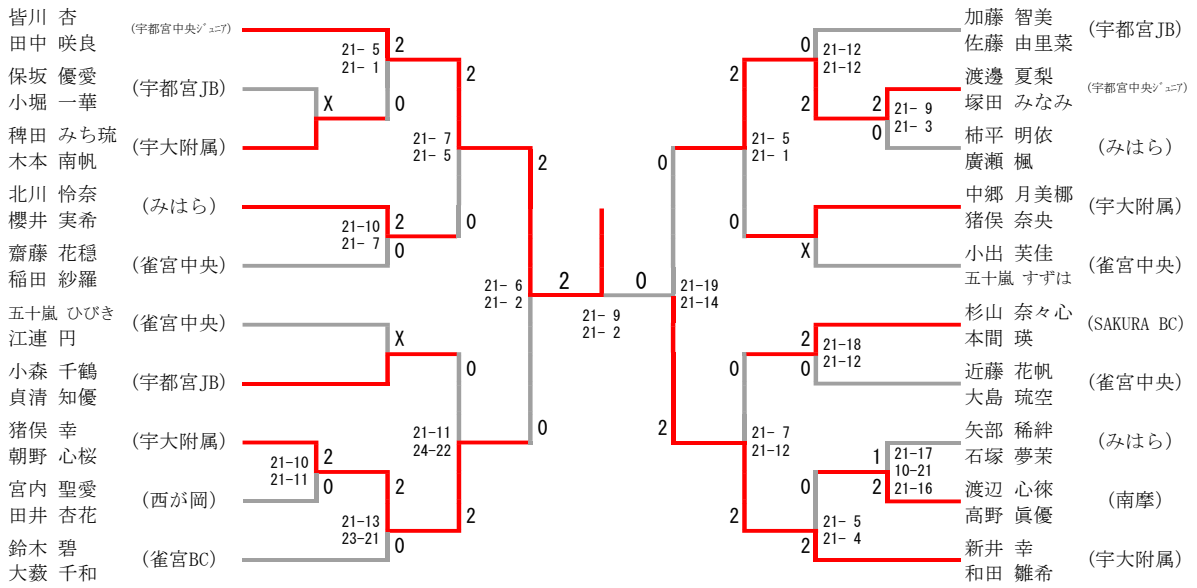 皆川 杏
田中 咲良
(宇都宮中央ジュニア)
保坂 優愛
小堀 一華
(宇都宮JB)
稗田 みち琉
木本 南帆
(宇大附属)
北川 怜奈
櫻井 実希
(みはら)
齋藤 花穏
稲田 紗羅
(雀宮中央)
五十嵐 ひびき
江連 円
(雀宮中央)
小森 千鶴
貞清 知優
(宇都宮JB)
猪俣 幸
朝野 心桜
(宇大附属)
宮内 聖愛
田井 杏花
(西が岡)
鈴木 碧
大薮 千和
(雀宮BC)
21- 5
21- 1
2
0
X
21-10
21- 7
2
0
X
21-10
21-11
2
0
21-13
23-21
2
0
21- 7
21- 5
2
0
21-11
24-22
0
2
21- 6
21- 2
2
0
2
0
21- 9
21- 2
21-19
21-14
0
2
21- 5
21- 1
2
0
21- 7
21-12
0
2
21-12
21-12
0
2
21- 9
21- 3
2
0
X
21-18
21-12
2
0
21-17
10-21
21-16
1
2
21- 5
21- 4
0
2
加藤 智美
佐藤 由里菜
(宇都宮JB)
渡邊 夏梨
塚田 みなみ
(宇都宮中央ジュニア)
柿平 明依
廣瀬 楓
(みはら)
中郷 月美梛
猪俣 奈央
(宇大附属)
小出 芙佳
五十嵐 すずは
(雀宮中央)
杉山 奈々心
本間 瑛
(SAKURA BC)
近藤 花帆
大島 琉空
(雀宮中央)
矢部 稀絆
石塚 夢茉
(みはら)
渡辺 心徠
高野 眞優
(南摩)
新井 幸
和田 雛希
(宇大附属)